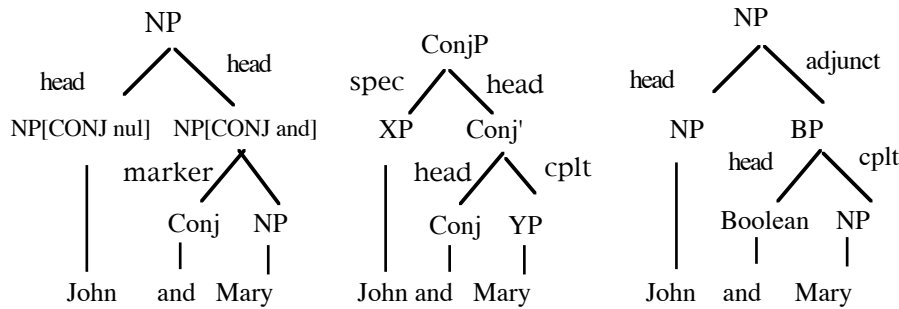 NP
head head
NP[CONJ nul] NP[CONJ and]
marker
Conj NP
John and Mary
ConjP
spec head
XP Conj'
head cplt
Conj YP
John and Mary
NP
head adjunct
NP BP
head cplt
Boolean NP
John and Mary